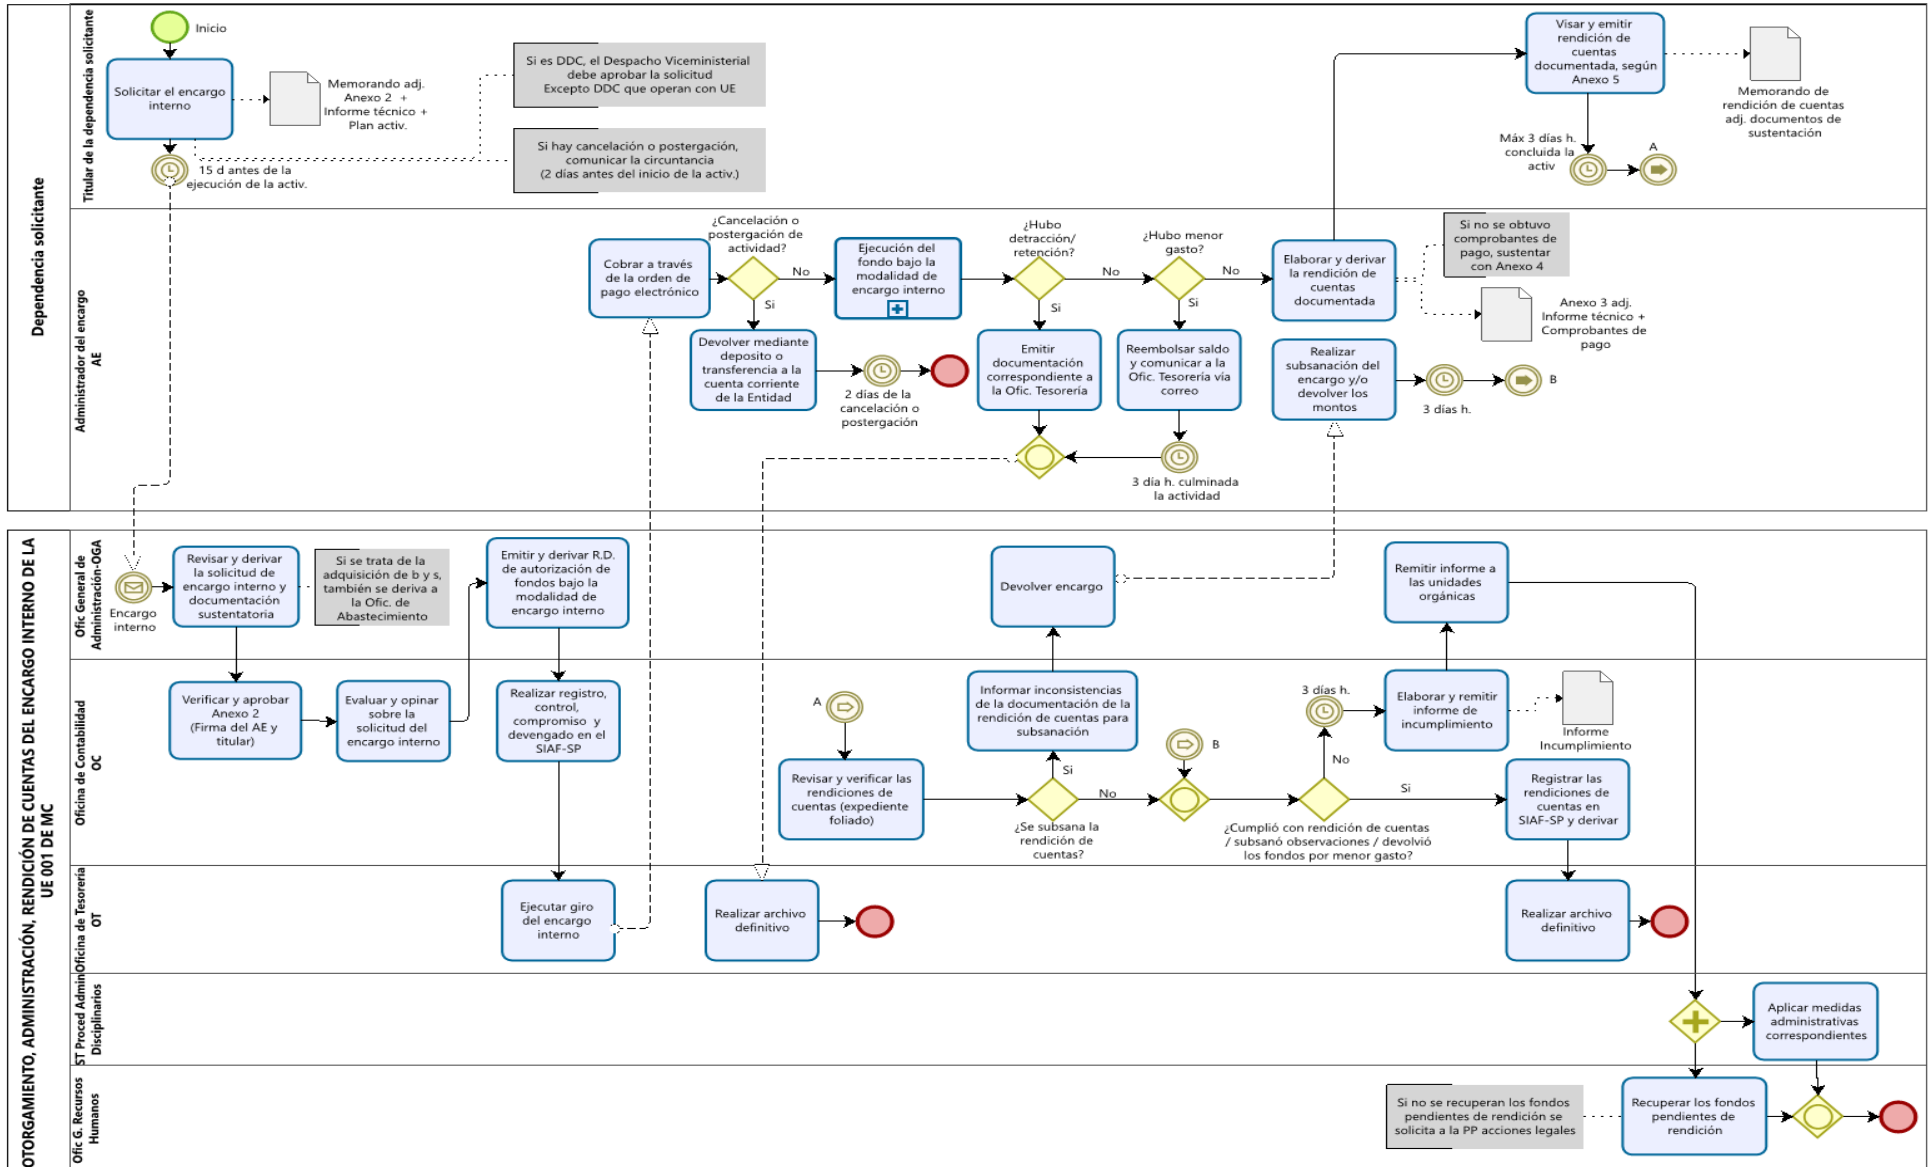 Dependencia solicitante
Titular de la dependencia solicitante
Inicio
Solicitar el encargo
interno
Memorando adj.
Anexo 2 +
Informe técnico +
Plan activ.
15 d antes de la
ejecución de la activ.
Si es DDC, el Despacho Viceministerial
debe aprobar la solicitud
Excepto DDC que operan con UE
Si hay cancelación o postergación,
comunicar la circuntancia
(2 días antes del inicio de la activ.)
Visar y emitir
rendición de
cuentas
documentada, según
Anexo 5
Memorando de
rendición de cuentas
adj. documentos de
sustentación
Máx 3 días h.
concluida la
activ
A
Administrador del encargo
AE
Cobrar a través
de la orden de
pago electrónico
¿Cancelación o
postergación de
actividad?
No
Si
Devolver mediante
deposito o
transferencia a la
cuenta corriente
de la Entidad
2 días de la
cancelación o
postergación
Ejecución del
fondo bajo la
modalidad de
encargo interno
¿Hubo
detracción/
retención?
No
Si
Emitir
documentación
correspondiente a
la Ofic. Tesorería
¿Hubo menor
gasto?
No
Si
Reembolsar saldo
y comunicar a la
Ofic. Tesorería vía
correo
3 día h. culminada
la actividad
Elaborar y derivar
la rendición de
cuentas
documentada
Si no se obtuvo
comprobantes de
pago, sustentar
con Anexo 4
Anexo 3 adj.
Informe técnico +
Comprobantes de
pago
Realizar
subsanación del
encargo y/o
devolver los
montos
3 días h.
B
OTORGAMIENTO, ADMINISTRACIÓN, RENDICIÓN DE CUENTAS DEL ENCARGO INTERNO DE LA
UE 001 DE MC
Ofic General de
Administración-OGA
Encargo
interno
Revisar y derivar
la solicitud de
encargo interno y
documentación
sustentatoria
Si se trata de la
adquisición de b y s,
también se deriva a
la Ofic. de
Abastecimiento
Emitir y derivar R.D.
de autorización de
fondos bajo la
modalidad de
encargo interno
Devolver encargo
Remitir informe a
las unidades
orgánicas
Oficina de Contabilidad
OC
Verificar y aprobar
Anexo 2
(Firma del AE y
titular)
Evaluar y opinar
sobre la
solicitud del
encargo interno
Realizar registro,
control,
compromiso y
devengado en el
SIAF-SP
A
Revisar y verificar las
rendiciones de
cuentas (expediente
foliado)
Informar inconsistencias
de la documentación de la
rendición de cuentas para
subsanación
Si
No
¿Se subsana la
rendición de
cuentas?
B
3 días h.
No
Si
¿Cumplió con rendición de cuentas
/ subsanó observaciones / devolvió
los fondos por menor gasto?
Elaborar y remitir
informe de
incumplimiento
Informe
Incumplimiento
Registrar las
rendiciones de
cuentas en
SIAF-SP y derivar
Oficina de Tesorería
OT
Ejecutar giro
del encargo
interno
Realizar archivo
definitivo
Realizar archivo
definitivo
ST Proced Admin
Disciplinarios
Aplicar medidas
administrativas
correspondientes
Ofic G. Recursos
Humanos
Si no se recuperan los fondos
pendientes de rendición se
solicita a la PP acciones legales
Recuperar los fondos
pendientes de
rendición